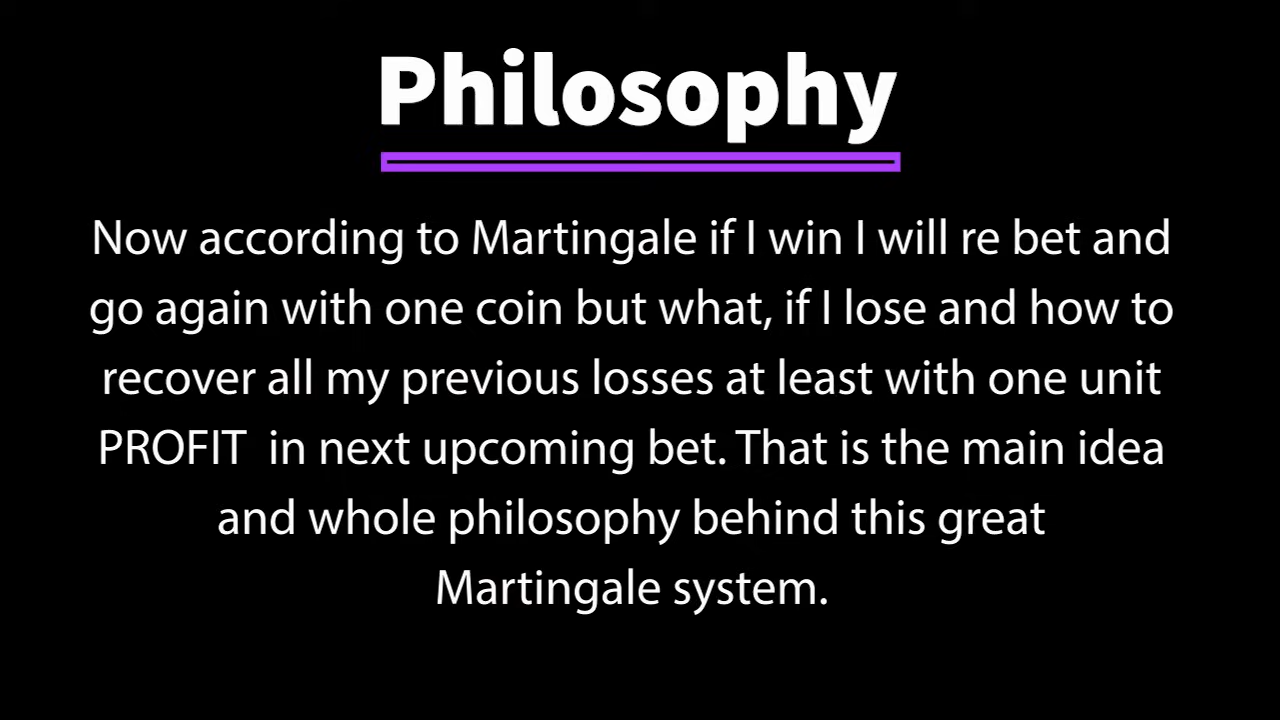 Philosophy
Now according to Martingale if I win I will re bet and
go again with one coin but what, if I lose and how to
recover all my previous losses at least with one unit
PROFIT  in next upcoming bet. That is the main idea
and whole philosophy behind this great
Martingale system.